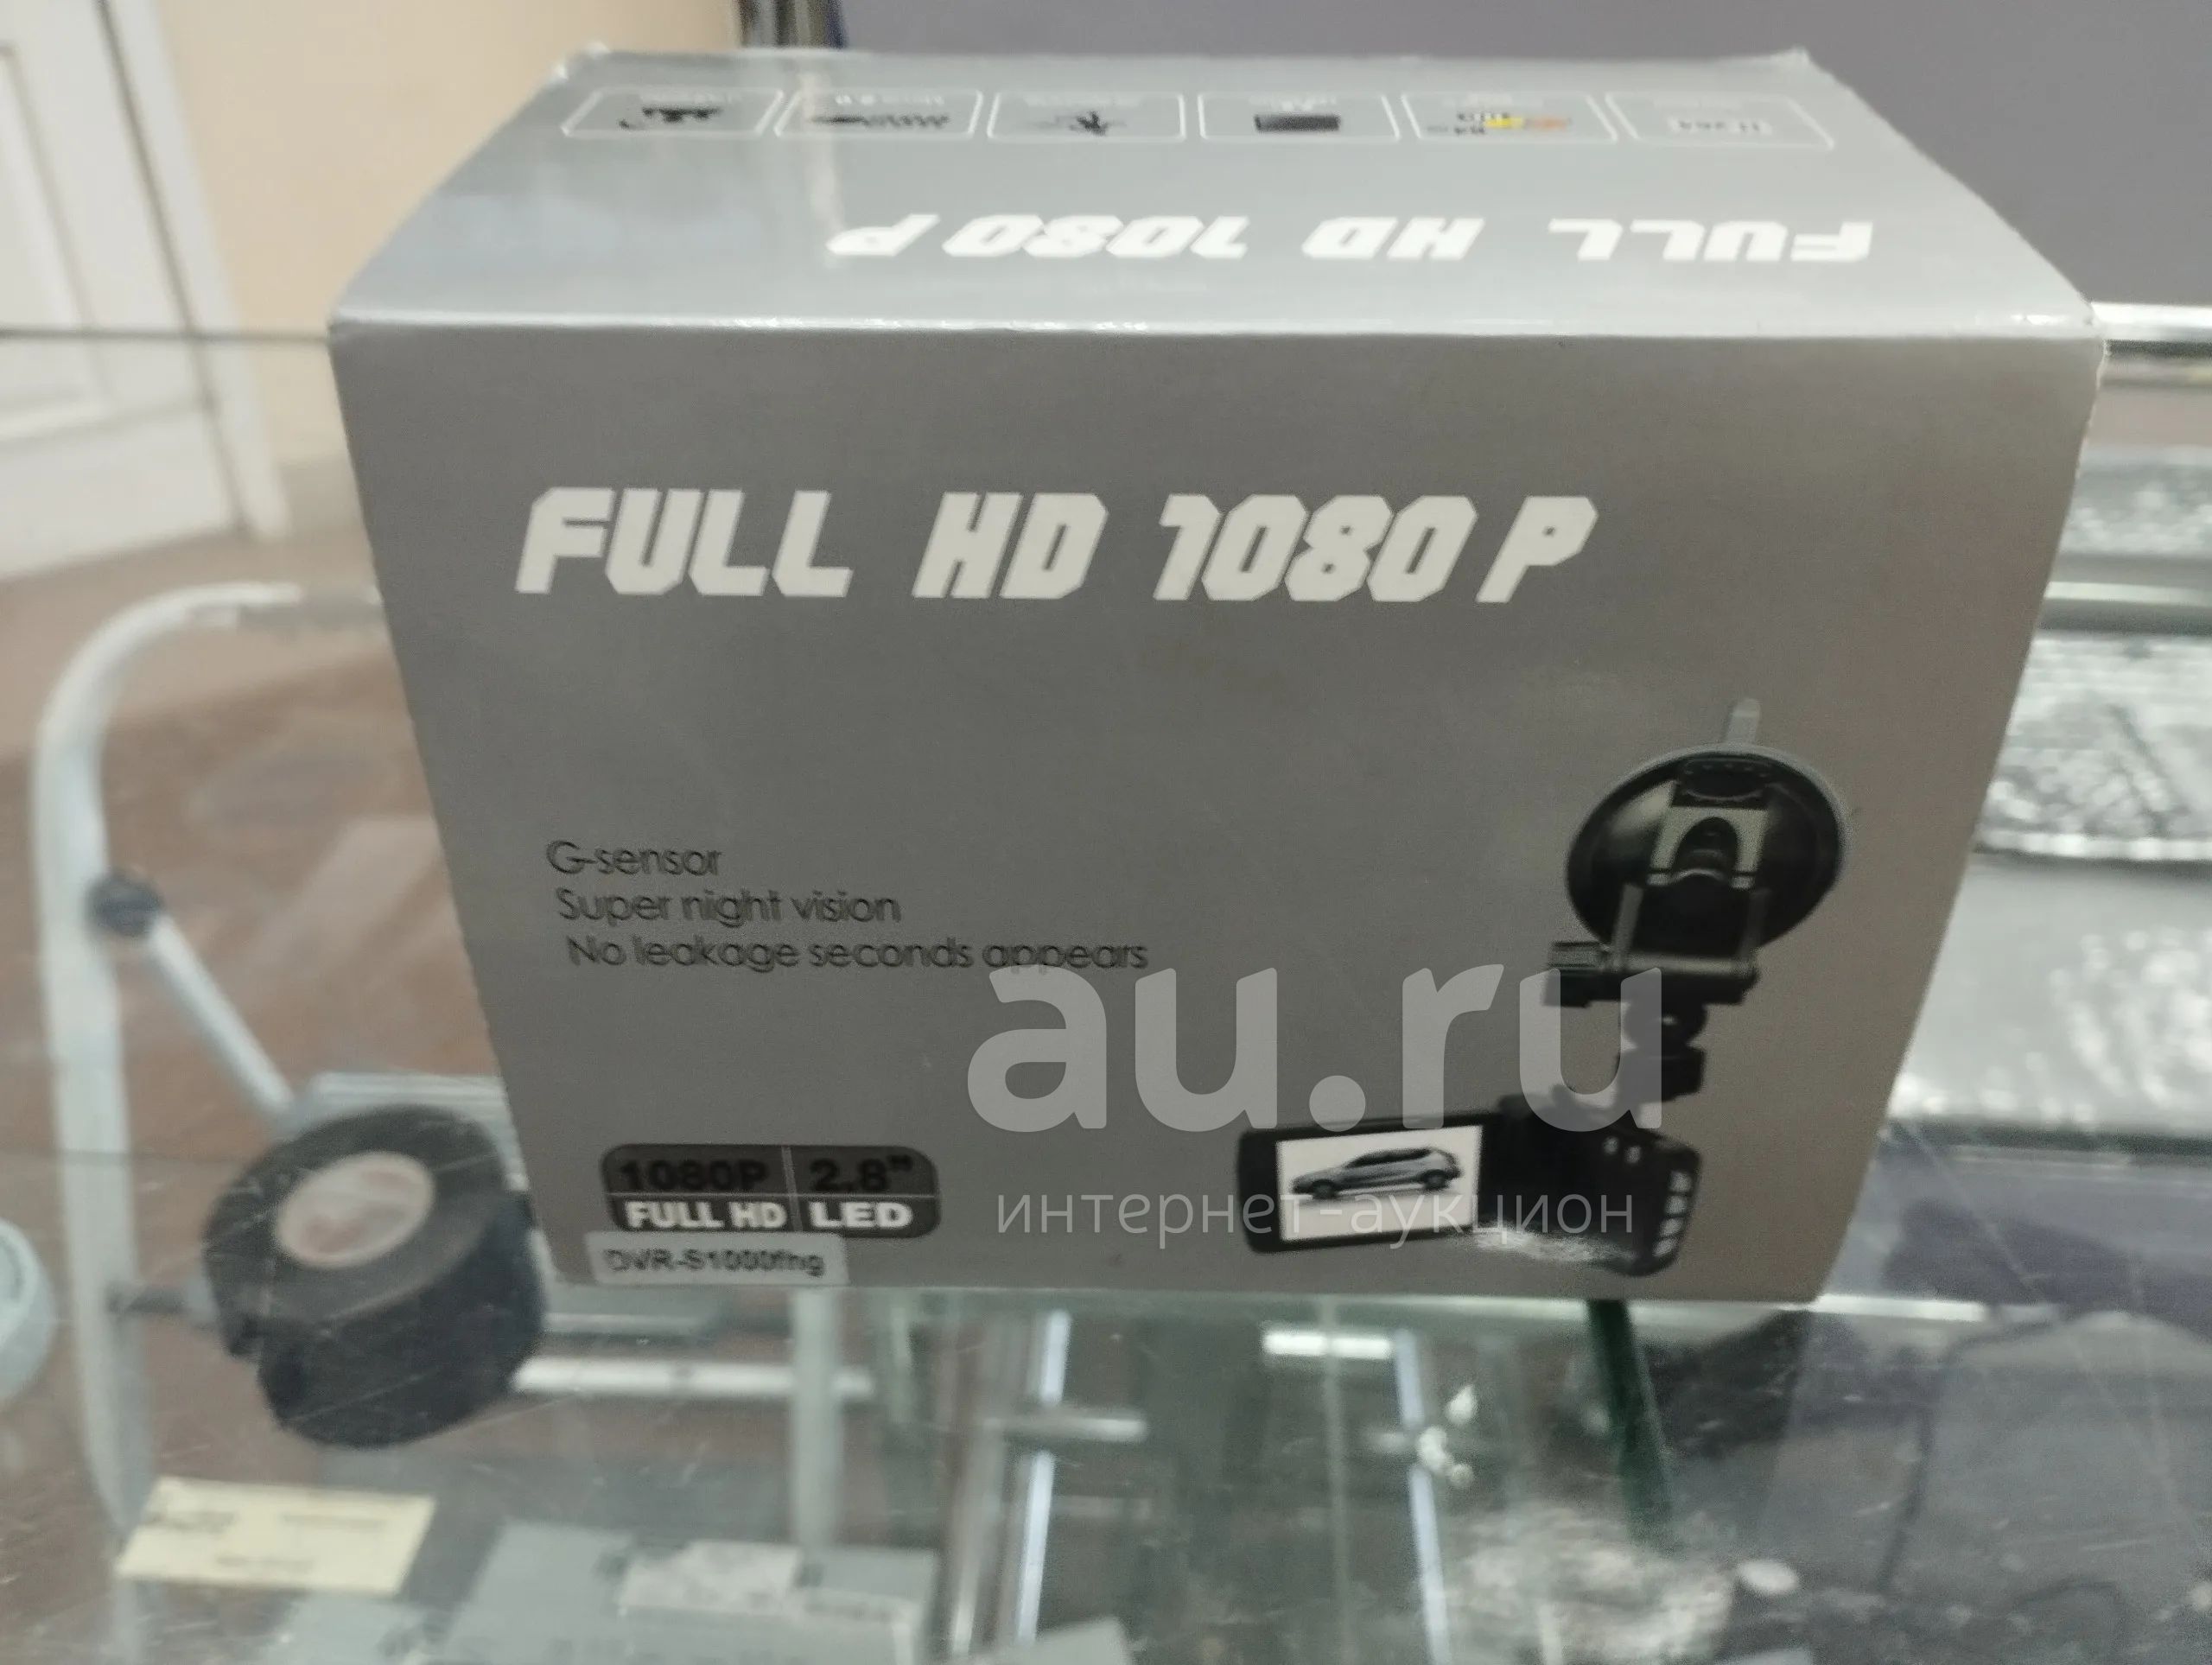 FULL HD 1080 P
FULL HD 1080 P
G-sensor
Super night vision
No leakage seconds appears
au.ru
интернет-аукцион
1080P 2.8"
FULL HD LED
DVR-S1000fhg